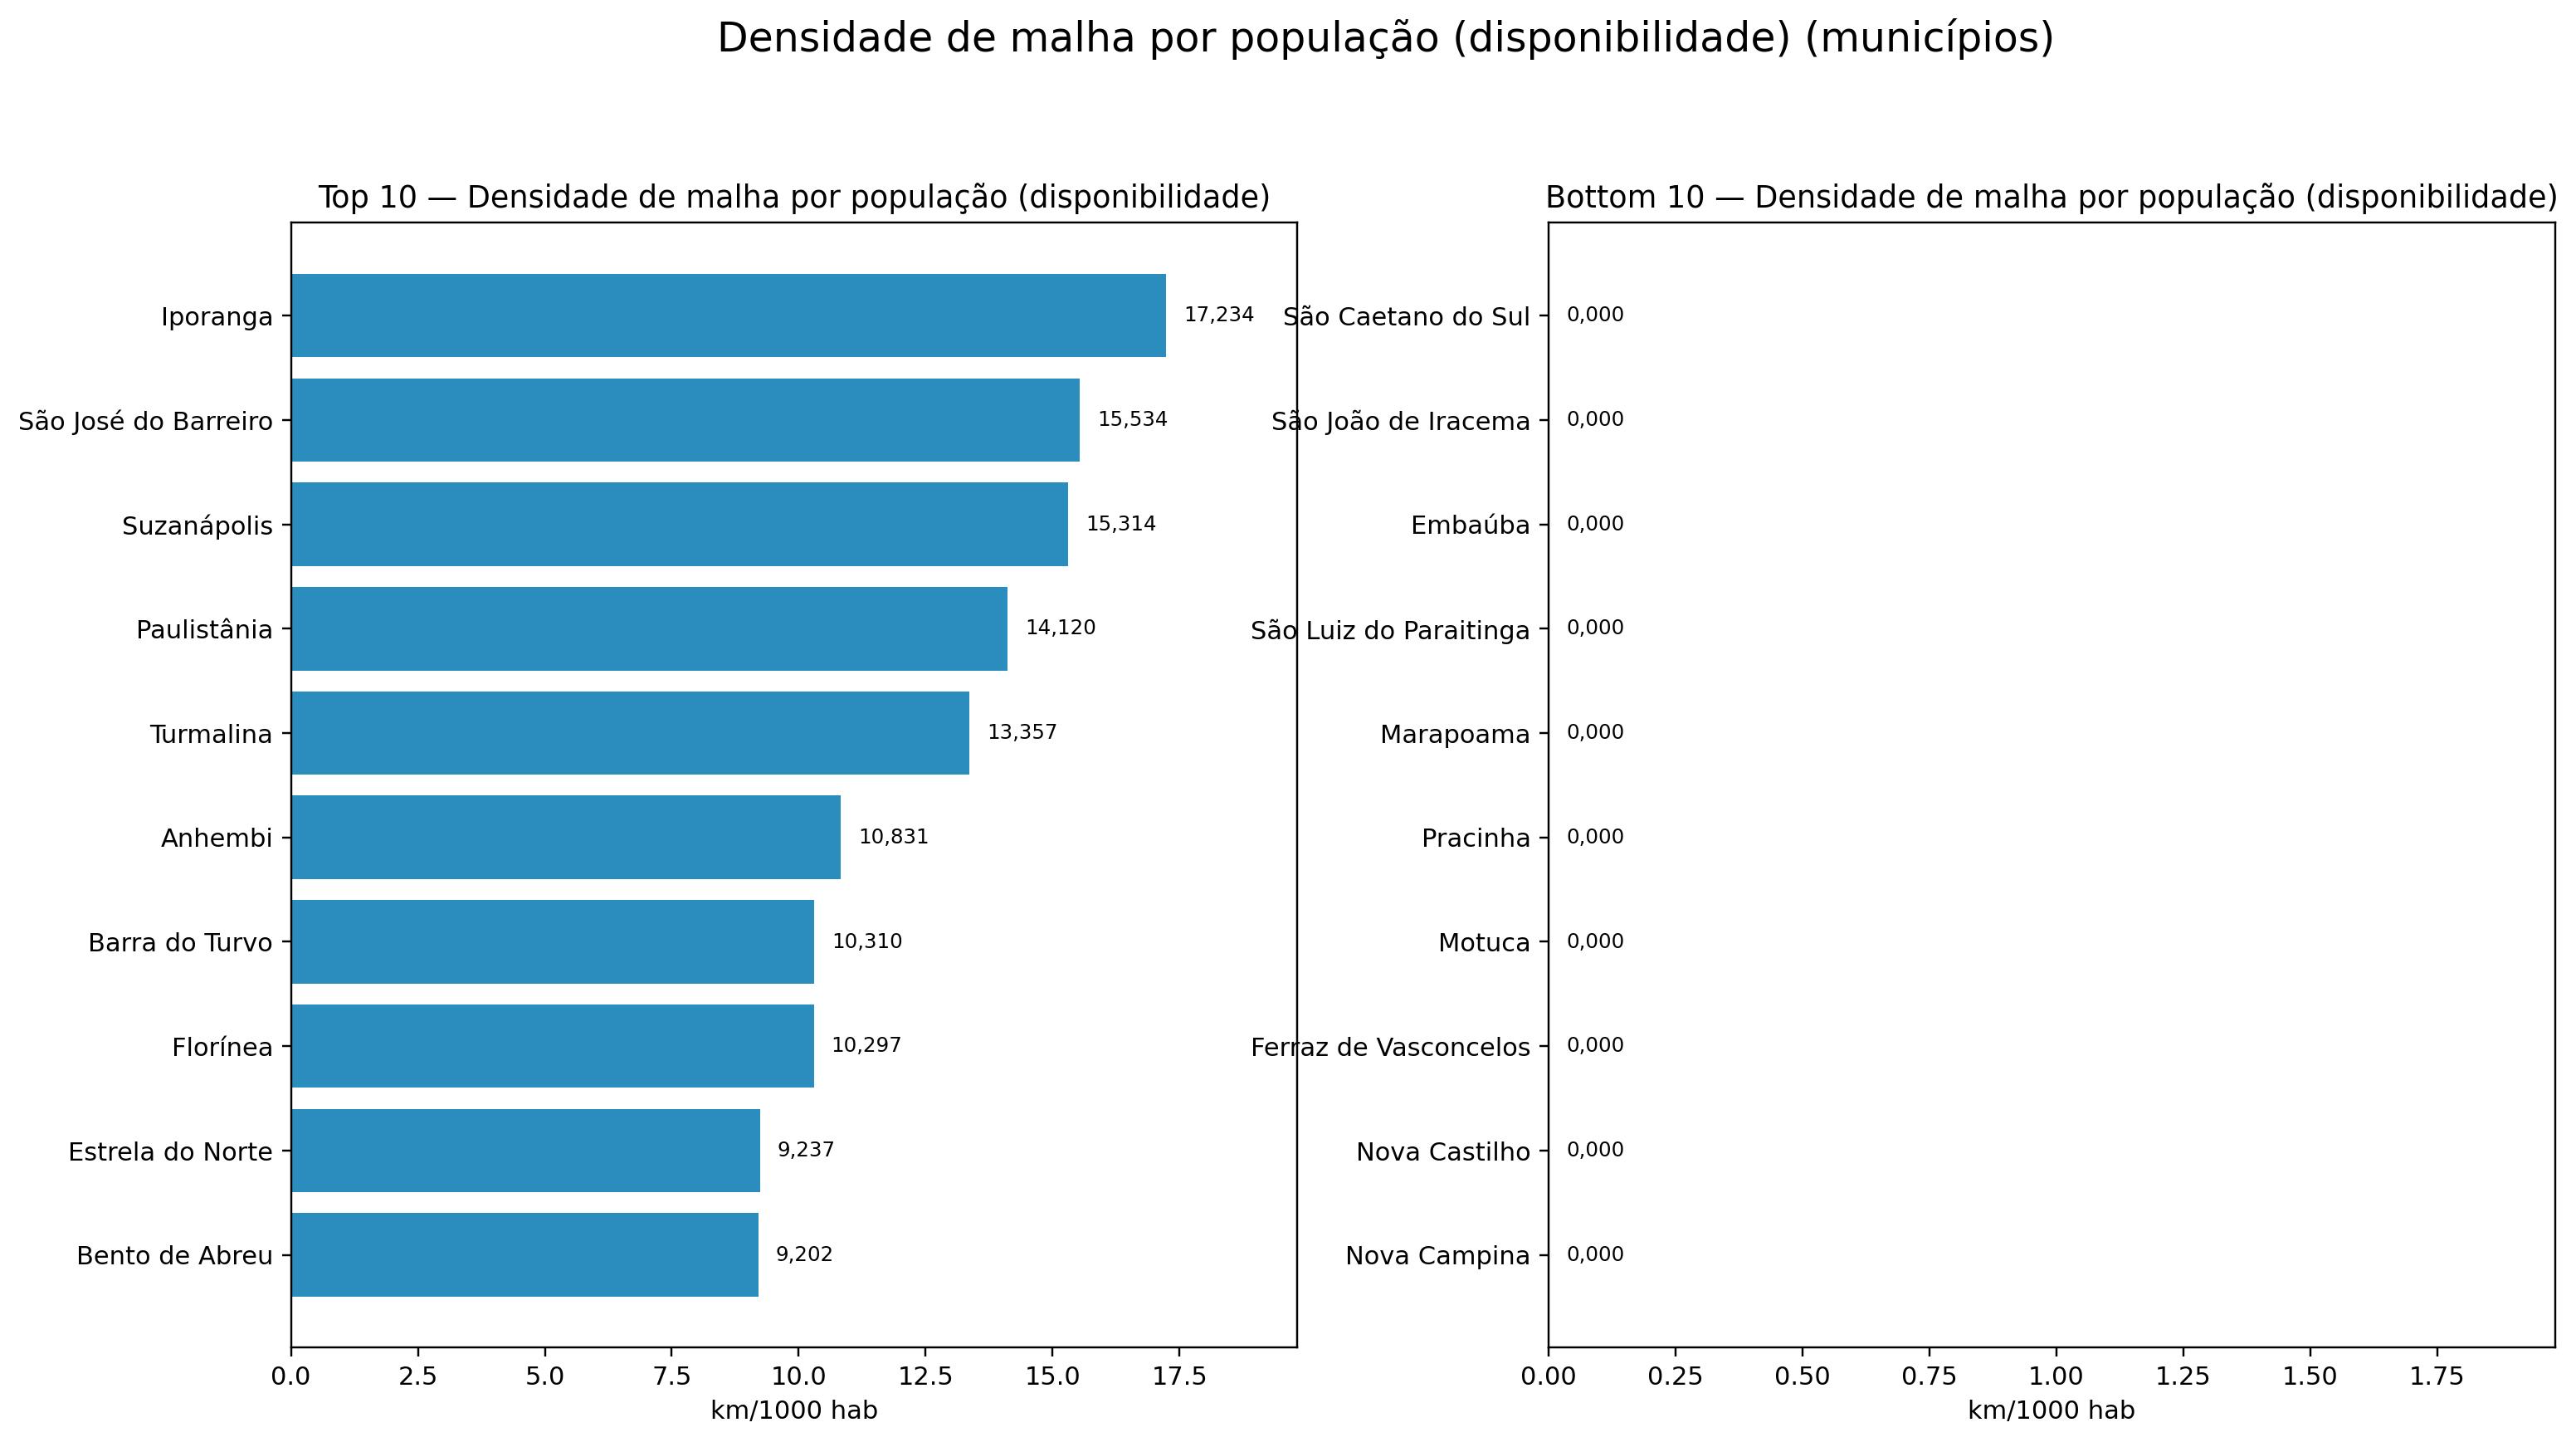 Densidade de malha por população (disponibilidade) (municípios)
Top 10 — Densidade de malha por população (disponibilidade)
Iporanga 17,234
São José do Barreiro 15,534
Suzanápolis 15,314
Paulistânia 14,120
Turmalina 13,357
Anhembi 10,831
Barra do Turvo 10,310
Florínea 10,297
Estrela do Norte 9,237
Bento de Abreu 9,202
0.0 2.5 5.0 7.5 10.0 12.5 15.0 17.5
km/1000 hab
Bottom 10 — Densidade de malha por população (disponibilidade)
São Caetano do Sul 0,000
São João de Iracema 0,000
Embaúba 0,000
São Luiz do Paraitinga 0,000
Marapoama 0,000
Pracinha 0,000
Motuca 0,000
Ferraz de Vasconcelos 0,000
Nova Castilho 0,000
Nova Campina 0,000
0.00 0.25 0.50 0.75 1.00 1.25 1.50 1.75
km/1000 hab